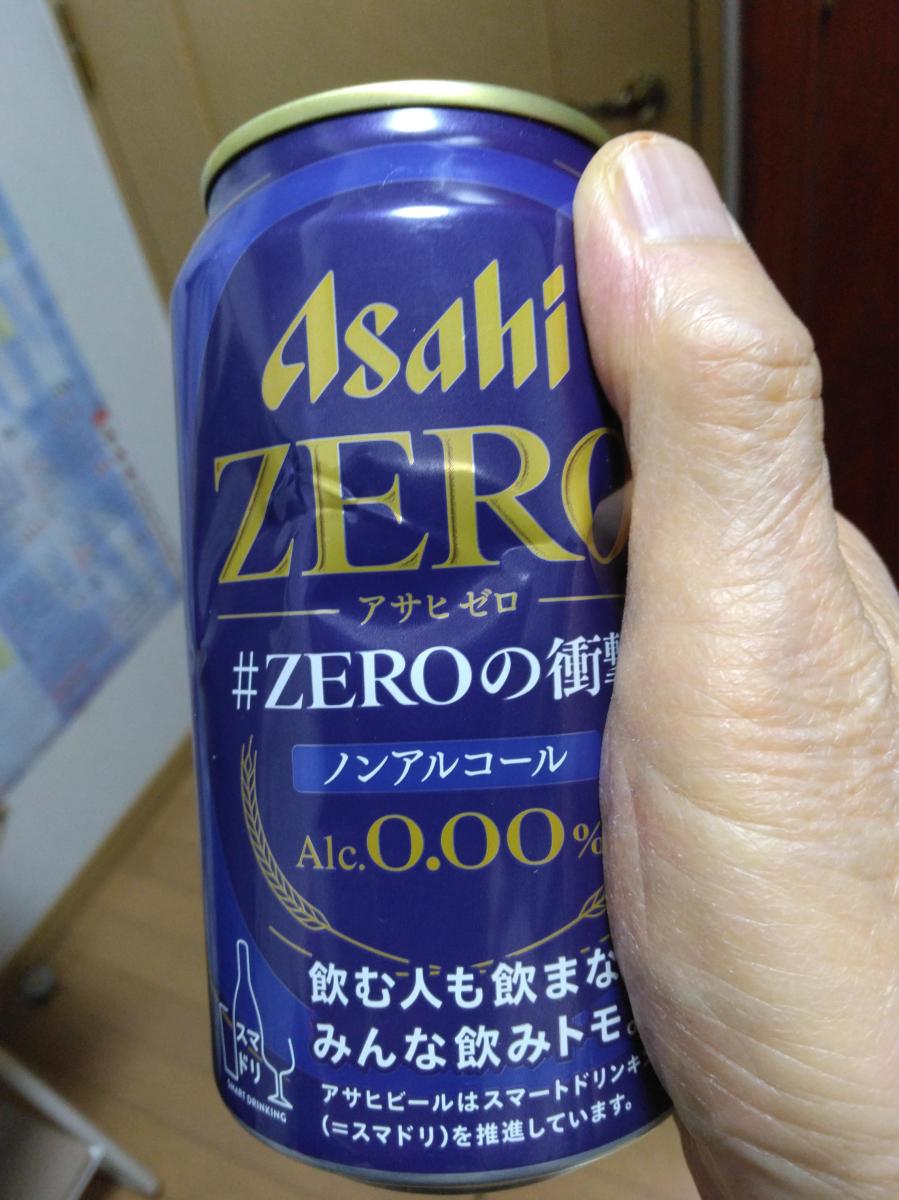 Asahi
ZERO
アサヒ ゼロ
#ZEROの衝撃
ノンアルコール
Alc.0.00%
飲む人も飲まな
みんな飲みトモ。
スマ
ドリ
SMART DRINKING
アサヒビールはスマートドリンキ
(=スマドリ)を推進しています。